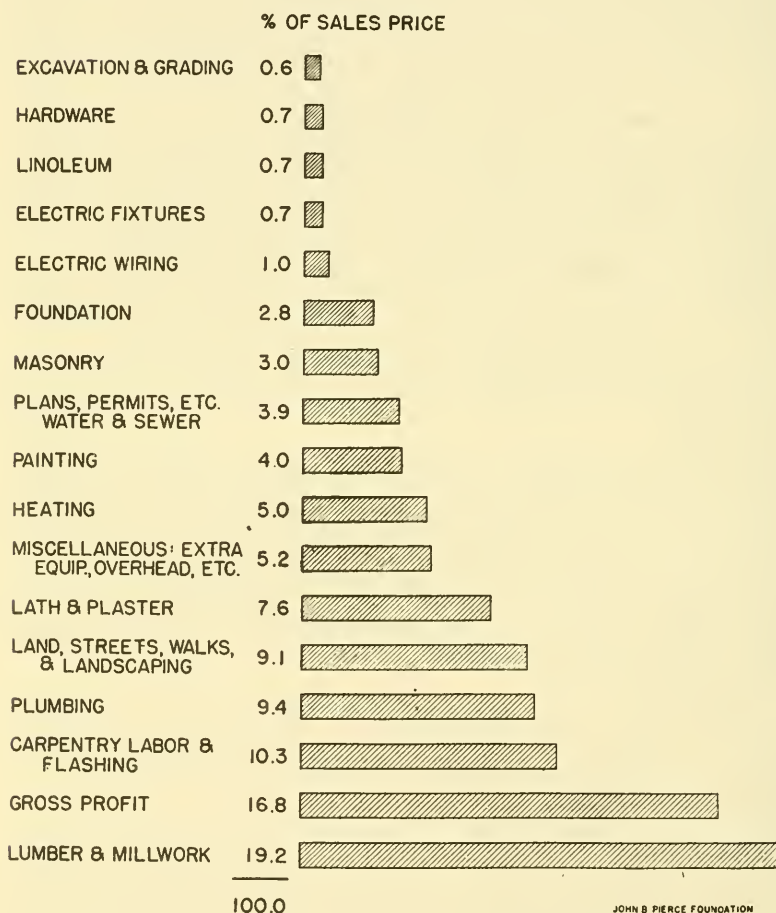 % OF SALES PRICE
EXCAVATION & GRADING 0.6
HARDWARE 0.7
LINOLEUM 0.7
ELECTRIC FIXTURES 0.7
ELECTRIC WIRING 1.0
FOUNDATION 2.8
MASONRY 3.0
PLANS, PERMITS, ETC.
WATER & SEWER 3.9
PAINTING 4.0
HEATING 5.0
MISCELLANEOUS: EXTRA
EQUIP., OVERHEAD, ETC. 5.2
LATH & PLASTER 7.6
LAND, STREETS, WALKS,
& LANDSCAPING 9.1
PLUMBING 9.4
CARPENTRY LABOR &
FLASHING 10.3
GROSS PROFIT 16.8
LUMBER & MILLWORK 19.2
100.0
JOHN B PIERCE FOUNDATION